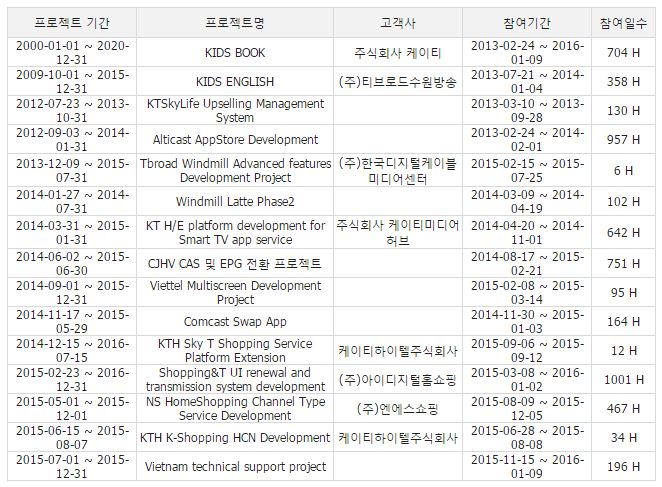 프로젝트 기간 프로젝트명 고객사 참여기간 참여일수
2000-01-01 ~ 2020-12-31 KIDS BOOK 주식회사 케이티 2013-02-24 ~ 2016-01-09 704 H
2009-10-01 ~ 2015-12-31 KIDS ENGLISH (주)티브로드수원방송 2013-07-21 ~ 2014-01-04 358 H
2012-07-23 ~ 2013-10-31 KTSkyLife Upselling Management System 2013-03-10 ~ 2013-09-28 130 H
2012-09-03 ~ 2014-01-31 Alticast AppStore Development 2013-02-24 ~ 2014-02-01 957 H
2013-12-09 ~ 2015-07-31 Tbroad Windmill Advanced features Development Project (주)한국디지털케이블미디어센터 2015-02-15 ~ 2015-07-25 6 H
2014-01-27 ~ 2014-07-31 Windmill Latte Phase2 2014-03-09 ~ 2014-04-19 102 H
2014-03-31 ~ 2015-01-31 KT H/E platform development for Smart TV app service 주식회사 케이티미디어허브 2014-04-20 ~ 2014-11-01 642 H
2014-06-02 ~ 2015-06-30 CJHV CAS 및 EPG 전환 프로젝트 2014-08-17 ~ 2015-02-21 751 H
2014-09-01 ~ 2015-12-31 Viettel Multiscreen Development Project 2015-02-08 ~ 2015-03-14 95 H
2014-11-17 ~ 2015-05-29 Comcast Swap App 2014-11-30 ~ 2015-01-03 164 H
2014-12-15 ~ 2016-07-15 KTH Sky T Shopping Service Platform Extension 케이티하이텔주식회사 2015-09-06 ~ 2015-09-12 12 H
2015-02-23 ~ 2016-12-31 Shopping&T UI renewal and transmission system development (주)아이디지털홈쇼핑 2015-03-08 ~ 2016-01-02 1001 H
2015-05-01 ~ 2015-12-01 NS HomeShopping Channel Type Service Development (주)엔에스쇼핑 2015-08-09 ~ 2015-12-05 467 H
2015-06-15 ~ 2015-08-07 KTH K-Shopping HCN Development 케이티하이텔주식회사 2015-06-28 ~ 2015-08-08 34 H
2015-07-01 ~ 2015-12-31 Vietnam technical support project 2015-11-15 ~ 2016-01-09 196 H